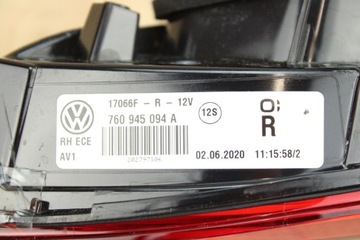 17066F - R - 12V
760 945 094 A
12S
R
RH ECE
AV1
02.06.2020 11:15:58/2